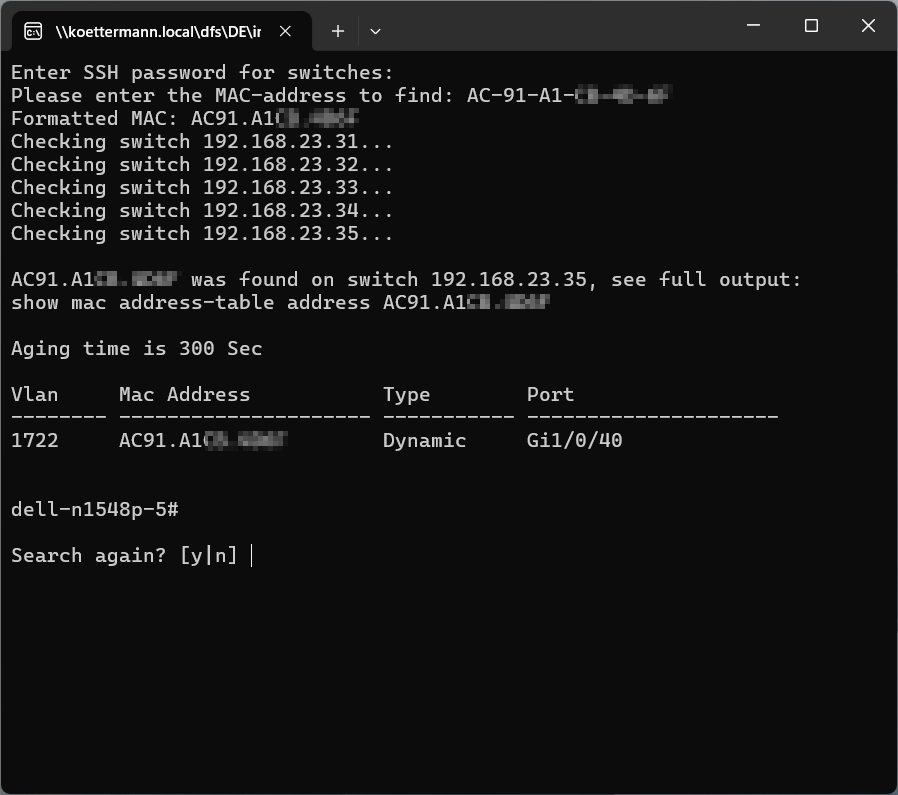 \\koettermann.local\dfs\DE\ir
Enter SSH password for switches:
Please enter the MAC-address to find: AC-91-A1-
Formatted MAC: AC91.A1
Checking switch 192.168.23.31...
Checking switch 192.168.23.32...
Checking switch 192.168.23.33...
Checking switch 192.168.23.34...
Checking switch 192.168.23.35...
AC91.A1 was found on switch 192.168.23.35, see full output:
show mac address-table address AC91.A1
Aging time is 300 Sec
Vlan Mac Address Type Port
-------- --------------------- ----------- ---------------------
1722 AC91.A1 Dynamic Gi1/0/40
dell-n1548p-5#
Search again? [y|n]